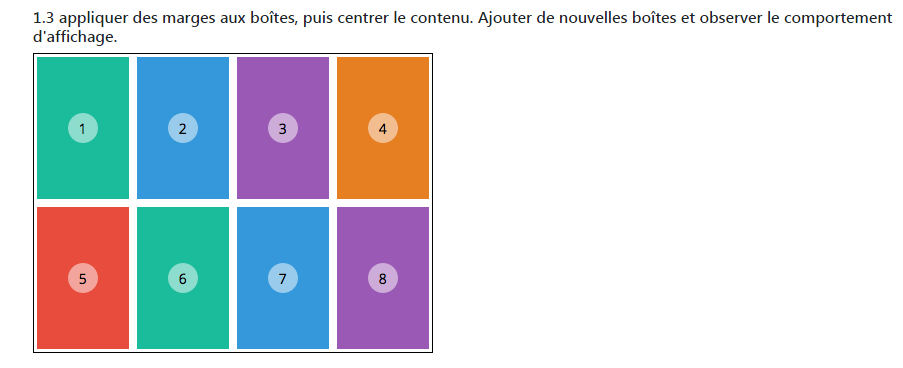 1.3 appliquer des marges aux boîtes, puis centrer le contenu. Ajouter de nouvelles boîtes et observer le comportement
d'affichage.
1 2 3 4
5 6 7 8